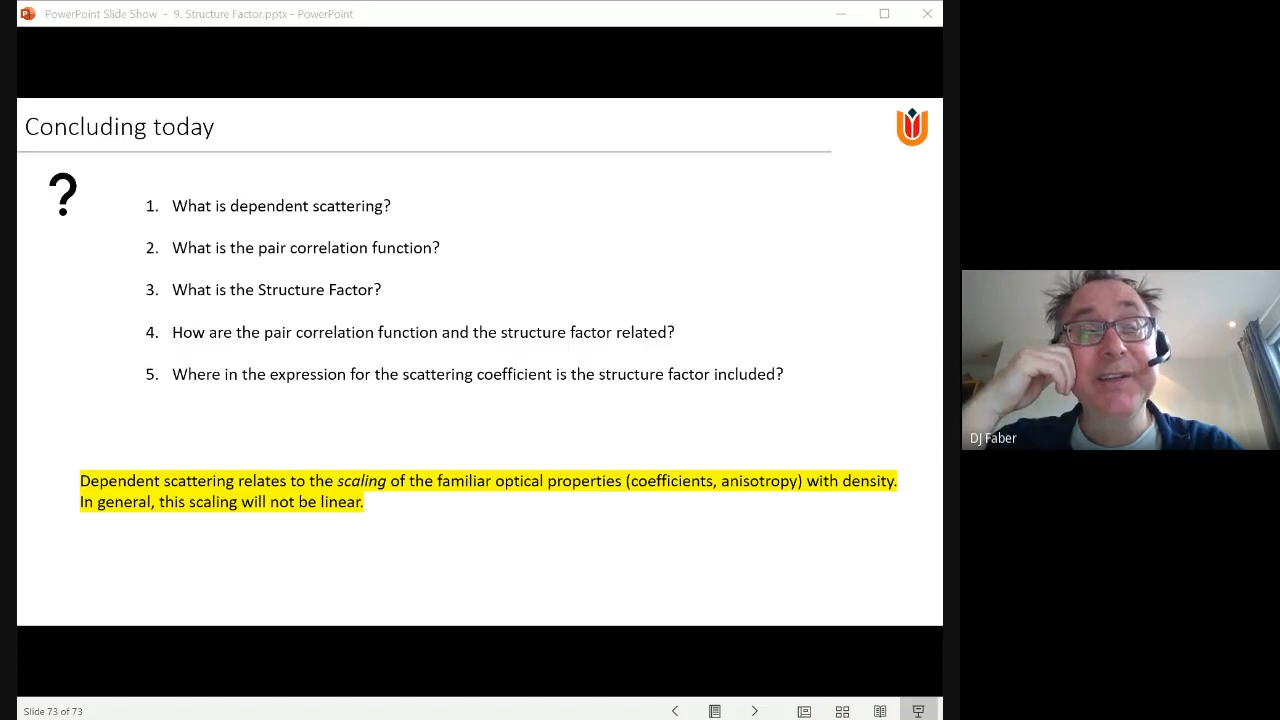 PowerPoint Slide Show - 9. Structure Factor.pptx - PowerPoint
Concluding today
?
1. What is dependent scattering?
2. What is the pair correlation function?
3. What is the Structure Factor?
4. How are the pair correlation function and the structure factor related?
5. Where in the expression for the scattering coefficient is the structure factor included?
Dependent scattering relates to the scaling of the familiar optical properties (coefficients, anisotropy) with density.
In general, this scaling will not be linear.
DJ Faber
Slide 73 of 73